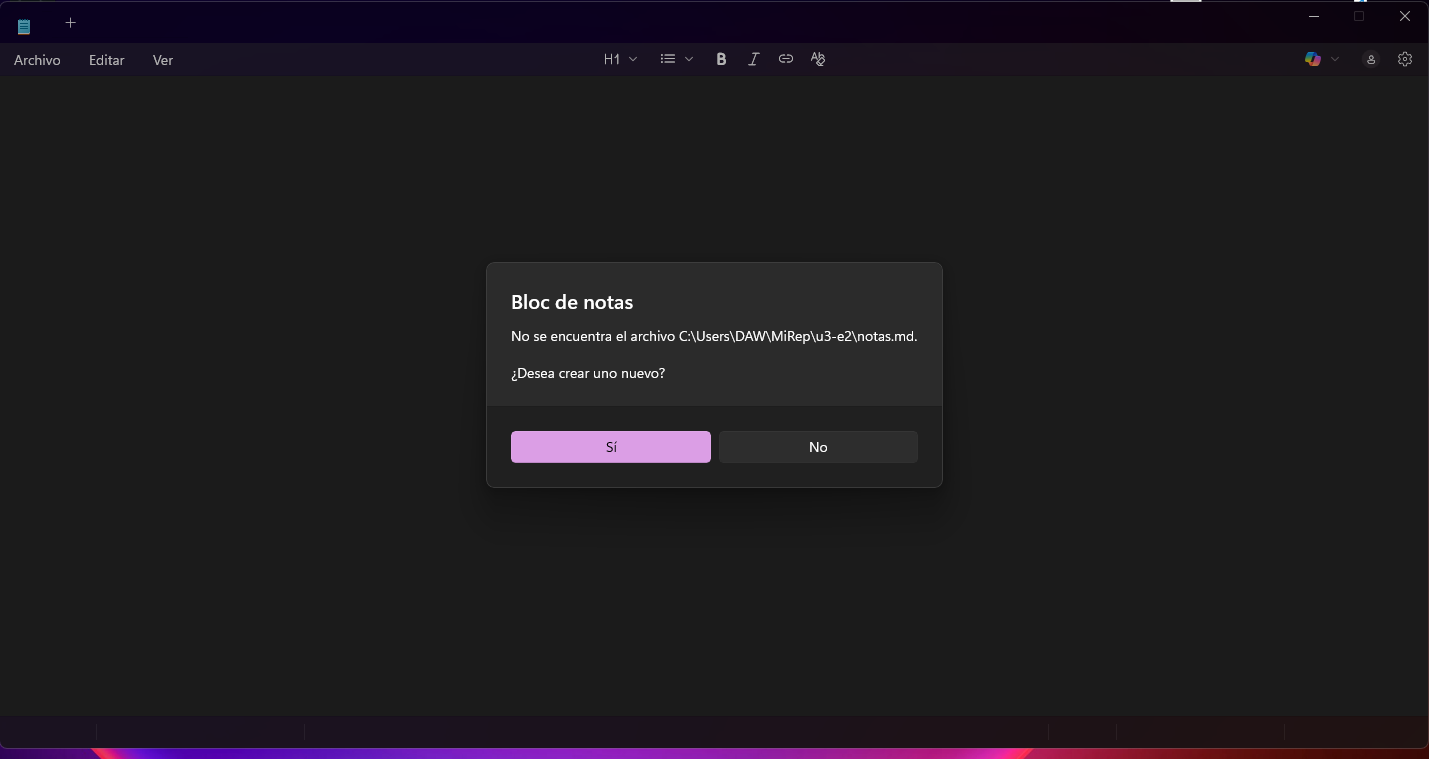 Archivo Editar Ver H1 B I
Bloc de notas
No se encuentra el archivo C:\Users\DAW\MiRep\u3-e2\notas.md.
¿Desea crear uno nuevo?
Sí No